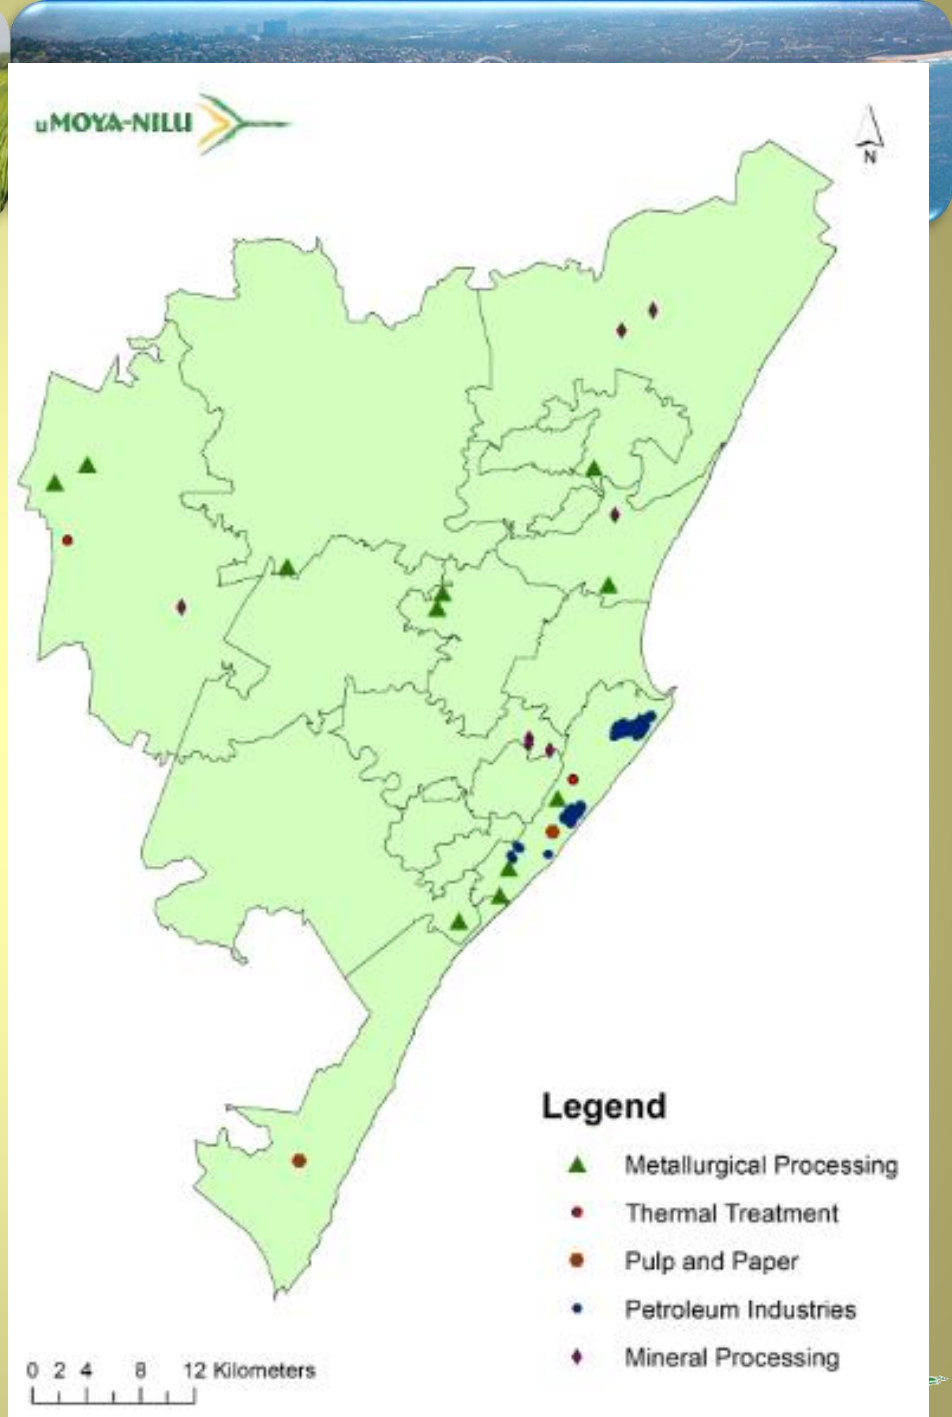 uMOYA-NILU
N
Legend
Metallurgical Processing
Thermal Treatment
Pulp and Paper
Petroleum Industries
Mineral Processing
0 2 4 8 12 Kilometers